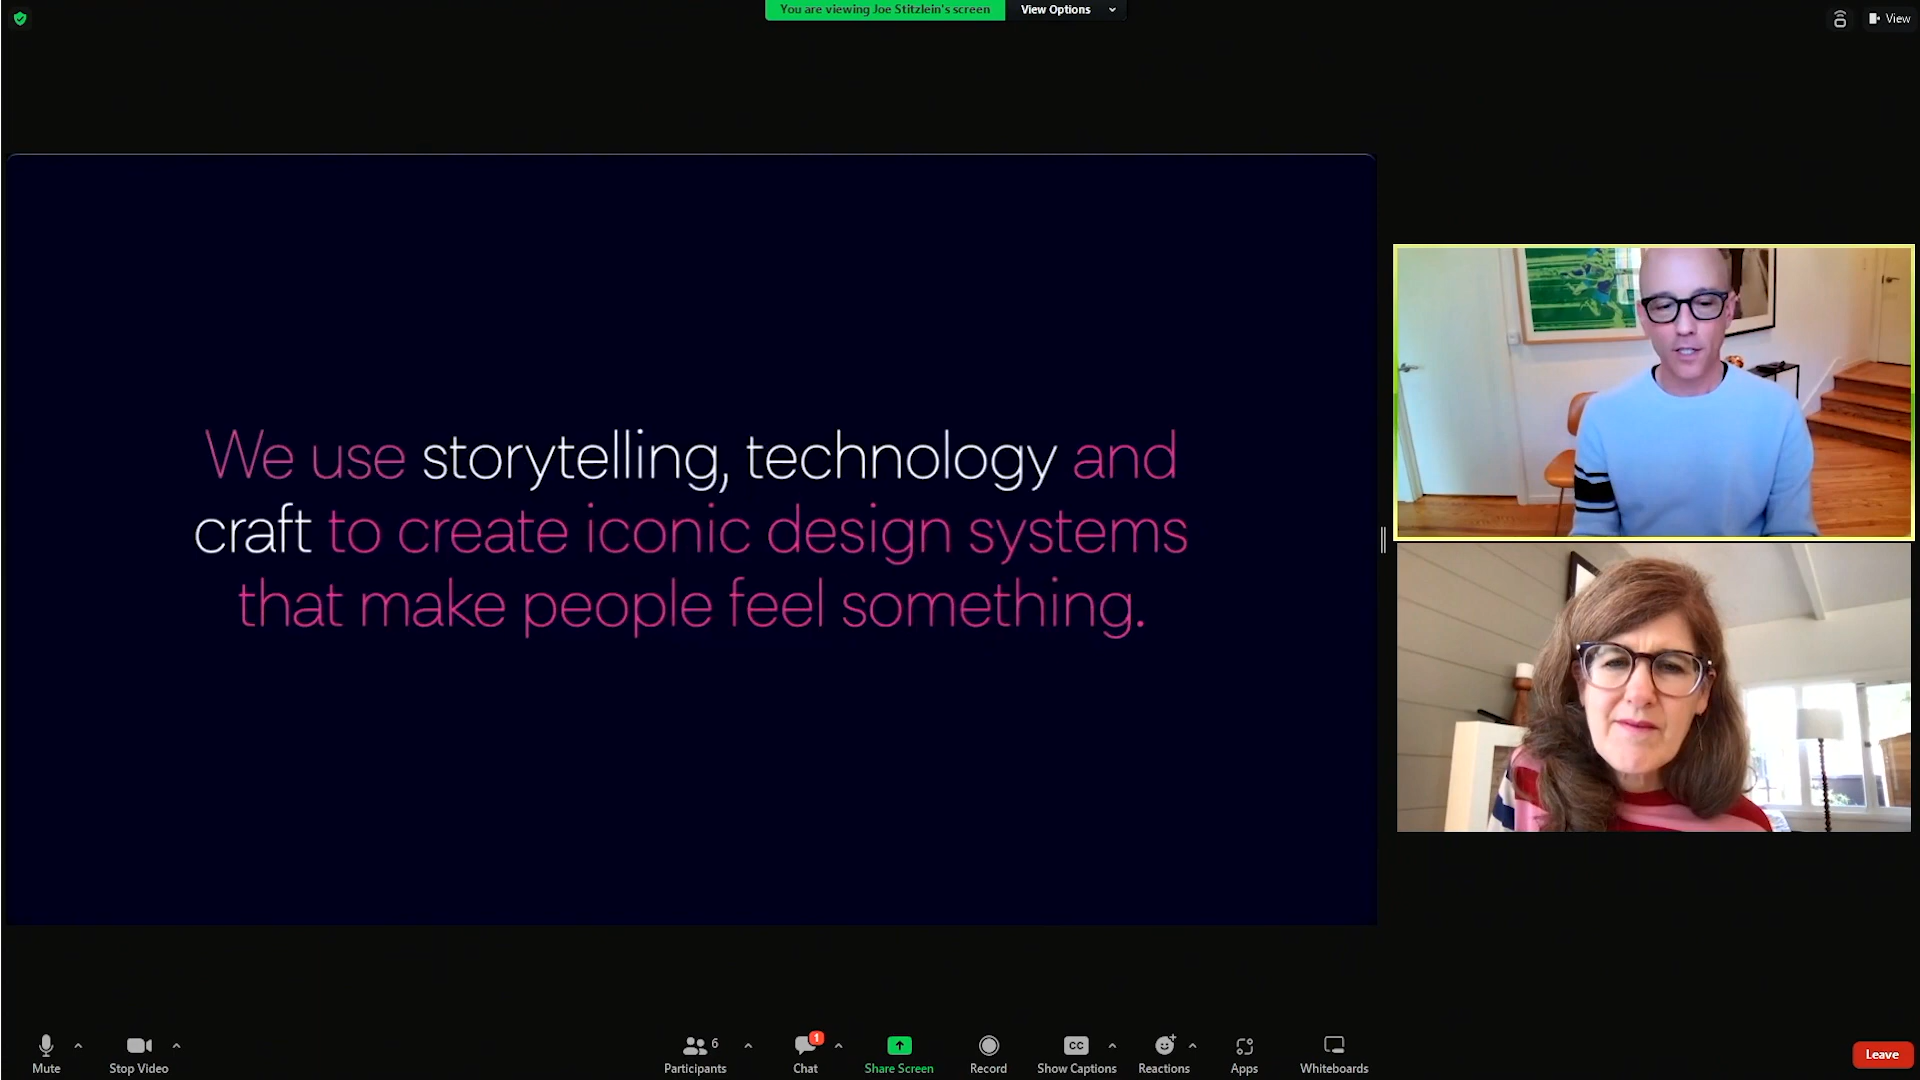 You are viewing Joe Stitzlein's screen
View Options
View
We use storytelling, technology and
craft to create iconic design systems
that make people feel something.
Mute
Stop Video
6
Participants
1
Chat
Share Screen
Record
CC
Show Captions
Reactions
Apps
Whiteboards
Leave